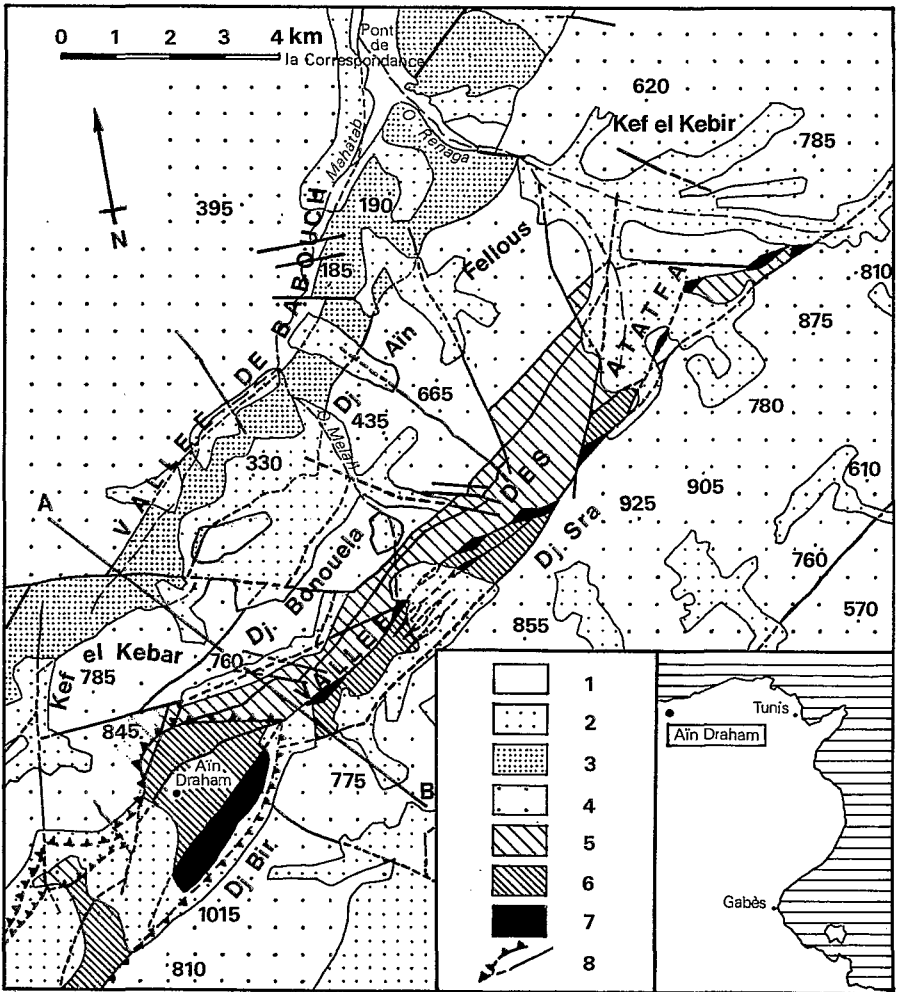 0 1 2 3 4 km
Pont
de
la Correspondance
N
620
Kef el Kebir
785
O Renaga
Mahatab
395
190
185
Fellous
Aïn
Dj.
665
435
VALLÉE DE BABOUCH
810
875
780
ATATFA
O Melah
330
A
610
905
925
Dj Sra
DES
760
570
Dj. Bonouela
855
VALLÉE
Kef el Kebar
785
760
845
Aïn
Draham
775
B
Dj. Bir.
1015
810
1
2
3
4
5
6
7
8
Tunis
Aïn Draham
Gabès